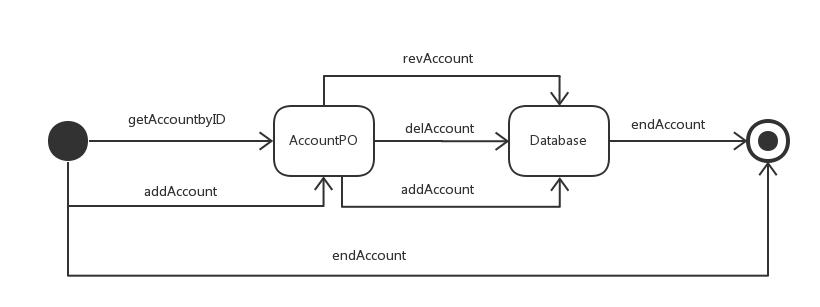 revAccount
getAccountbyID
AccountPO
delAccount
Database
endAccount
addAccount
addAccount
endAccount